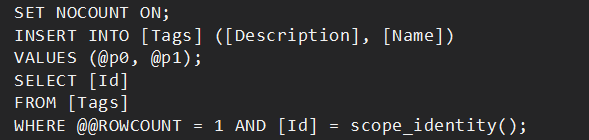 SET NOCOUNT ON;
INSERT INTO [Tags] ([Description], [Name])
VALUES (@p0, @p1);
SELECT [Id]
FROM [Tags]
WHERE @@ROWCOUNT = 1 AND [Id] = scope_identity();